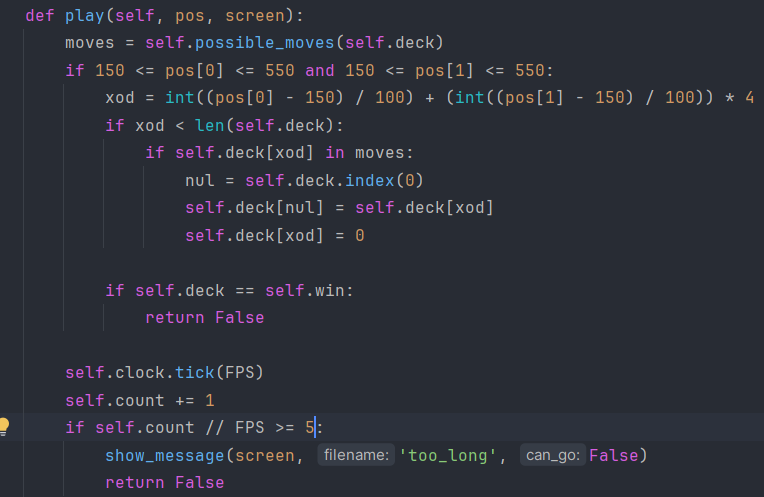 def play(self, pos, screen):
    moves = self.possible_moves(self.deck)
    if 150 <= pos[0] <= 550 and 150 <= pos[1] <= 550:
        xod = int((pos[0] - 150) / 100) + (int((pos[1] - 150) / 100)) * 4
        if xod < len(self.deck):
            if self.deck[xod] in moves:
                nul = self.deck.index(0)
                self.deck[nul] = self.deck[xod]
                self.deck[xod] = 0
        if self.deck == self.win:
            return False
    self.clock.tick(FPS)
    self.count += 1
    if self.count // FPS >= 5:
        show_message(screen, filename: 'too_long', can_go: False)
        return False